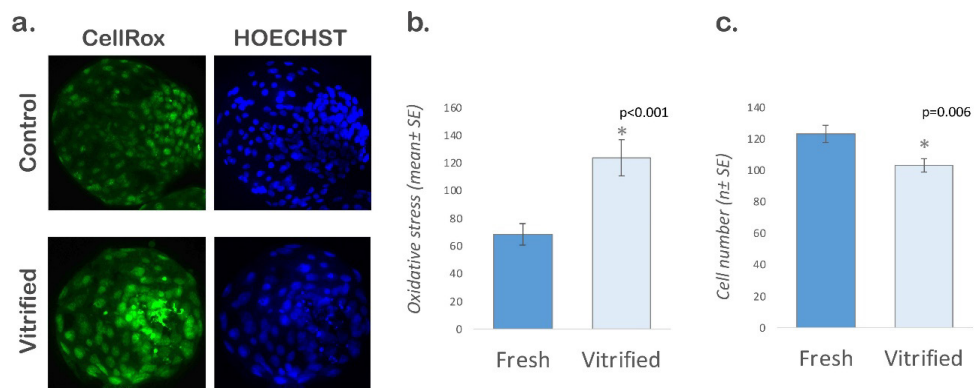 a.
CellRox
HOECHST
Control
Vitrified
b.
Oxidative stress (mean± SE)
160
140
120
100
80
60
40
20
0
p<0.001
*
Fresh
Vitrified
c.
Cell number (n± SE)
140
120
100
80
60
40
20
0
p=0.006
*
Fresh
Vitrified